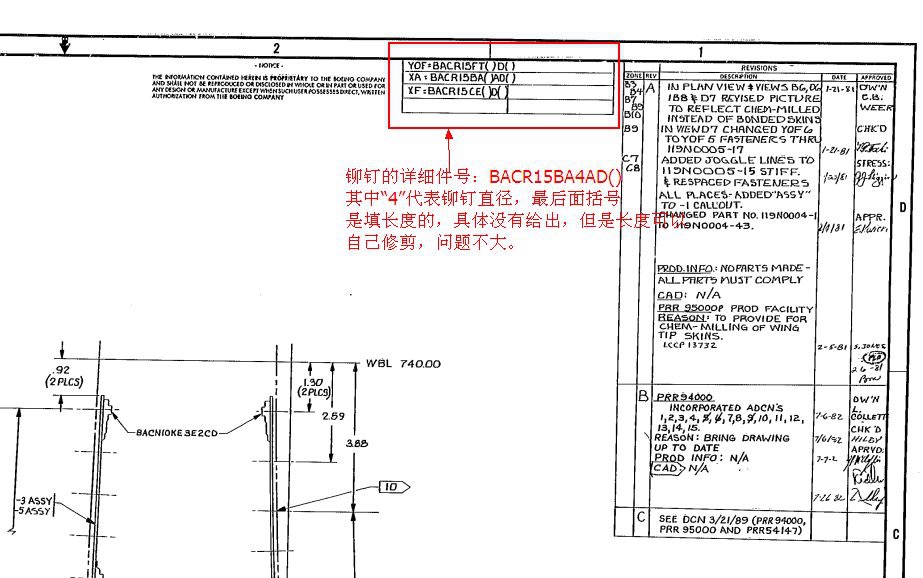 2
1
- NOTICE -
THE INFORMATION CONTAINED HEREIN IS PROPRIETARY TO THE BOEING COMPANY
AND SHALL NOT BE REPRODUCED OR DISCLOSED IN WHOLE OR IN PART OR USED FOR
ANY DESIGN OR MANUFACTURE EXCEPT WHEN SUCH USER POSSESSES DIRECT, WRITTEN
AUTHORIZATION FROM THE BOEING COMPANY
YOF=BACR15FT( )D( )
XA=BACR15BA( )AD( )
XF=BACR15CE( )D( )
铆钉的详细件号：BACR15BA4AD()
其中“4”代表铆钉直径，最后面括号
是填长度的，具体没有给出，但是长度可以
自己修剪，问题不大。
REVISIONS
ZONE REV DESCRIPTION DATE APPROVED
B3
B4
B7
B9
B10
B9
C7
C8
A
IN PLAN VIEW & VIEWS B6, D6
1B8 & D7 REVISED PICTURE
TO REFLECT CHEM-MILLED
INSTEAD OF BONDED SKINS
IN VIEW D7 CHANGED YOF 6
TO YOF 5 FASTENERS THRU
119N0005-17
ADDED JOGGLE LINES TO
119N0005-15 STIFF.
& RESPACED FASTENERS
ALL PLACES-ADDED "ASSY"
TO -1 CALLOUT.
CHANGED PART NO. 119N0004-1
TO 119N0004-43.
PROD.INFO.: NO PARTS MADE-
ALL PARTS MUST COMPLY
CAD: N/A
PRR 95000P PROD FACILITY
REASON: TO PROVIDE FOR
CHEM-MILLING OF WING
TIP SKINS.
LCCP 13732
1-21-81
1-21-81
1/22/81
2-5-81
DW'N
C.B.
WEER
CHK'D
STRESS:
APPR.
S. JONES
2-6-81
D
B
PRR94000
INCORPORATED ADCN'S
1,2,3,4,5,6,7,8,9,10,11,12,
13,14,15.
REASON: BRING DRAWING
UP TO DATE
PROD INFO: N/A
CAD: N/A
7-6-82
7/6/82
7-7-2
7-26-82
DW'N
L.
COLLETT
CHK'D
HILBY
APRVD.
C
SEE DCN 3/21/89 (PRR 94000,
PRR 95000 AND PRR54147)
C
WBL 740.00
.92
(2 PLCS)
1.30
(2 PLCS)
2.59
3.88
BACN10KE3E2CD
10
-3 ASSY
-5 ASSY